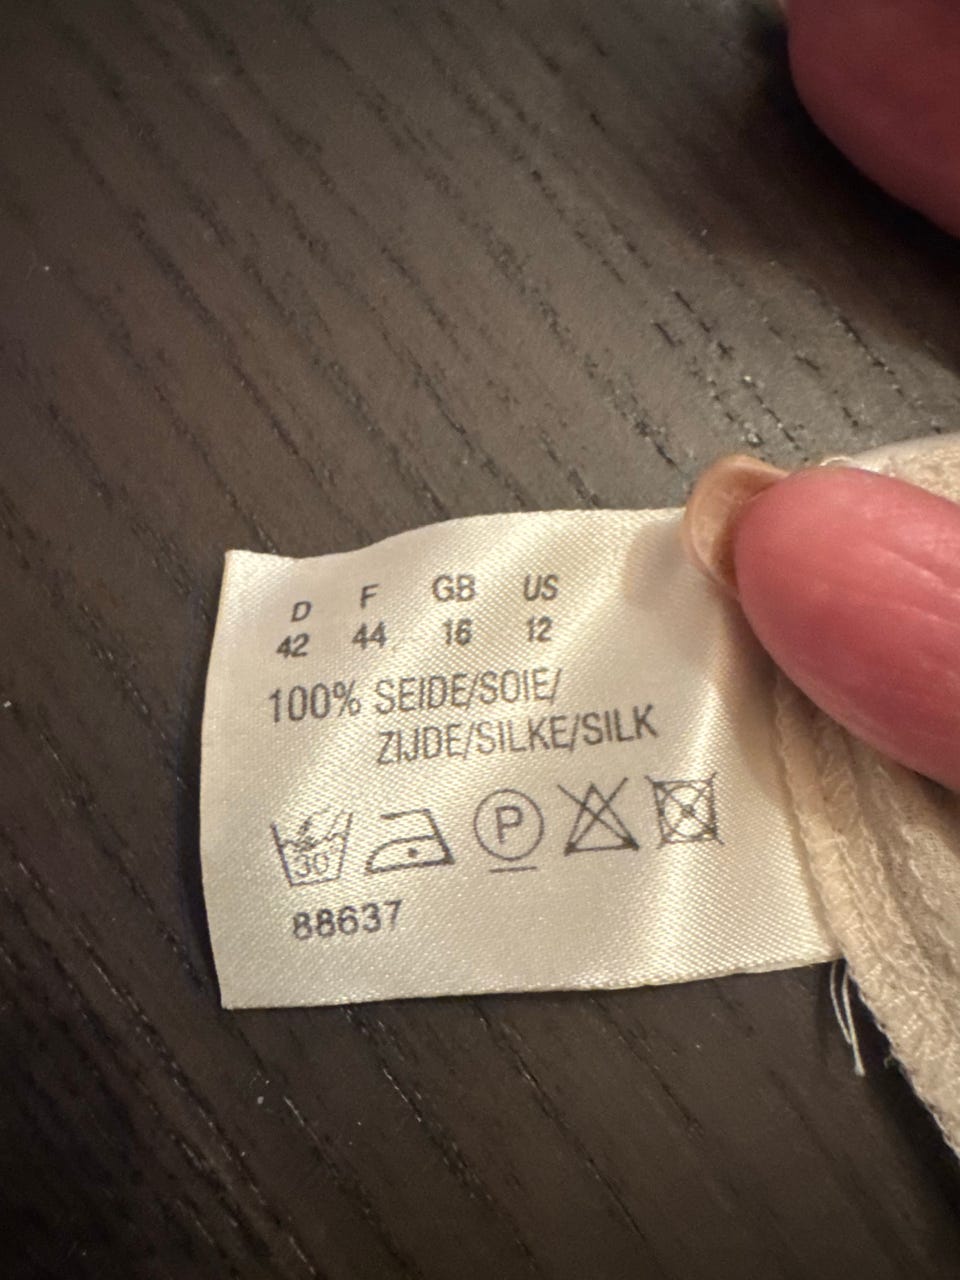 D F GB US
42 44 16 12
100% SEIDE/SOIE/
ZIJDE/SILKE/SILK
30° P
88637